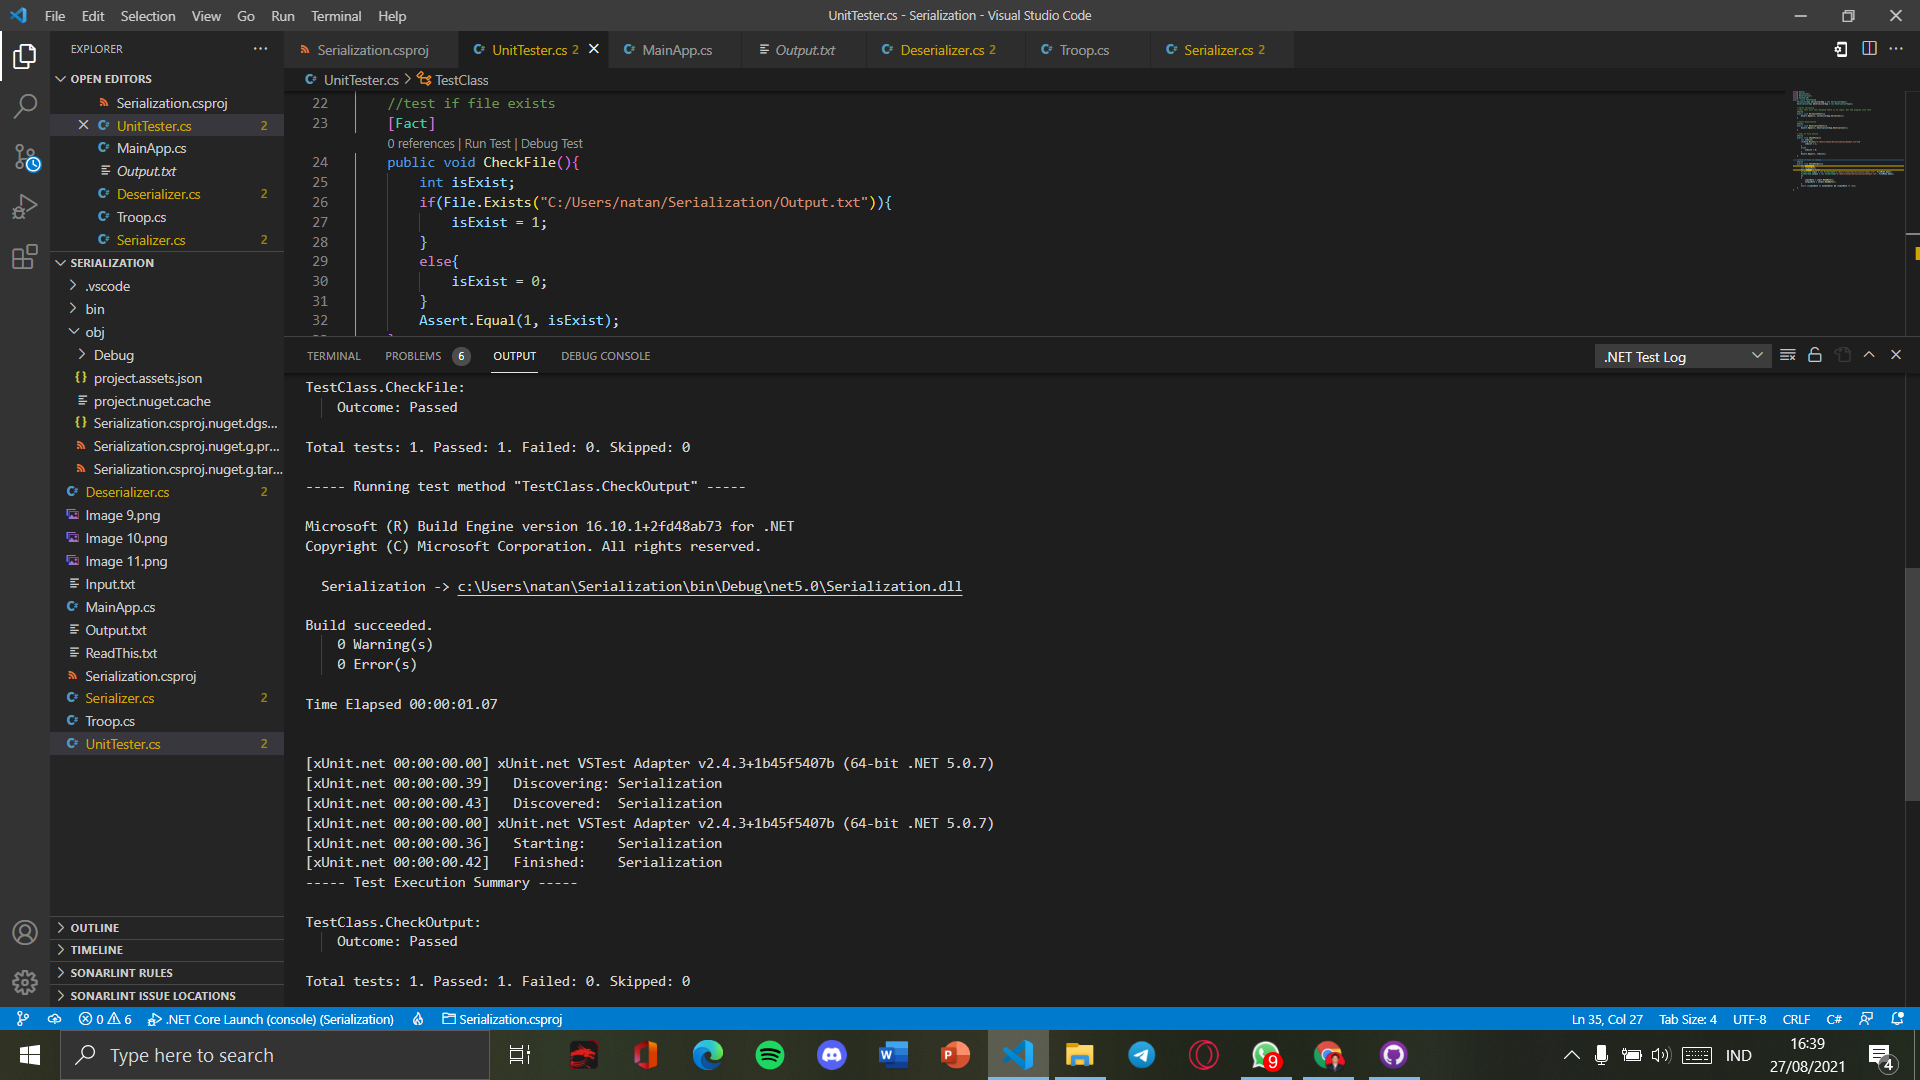 File Edit Selection View Go Run Terminal Help
UnitTester.cs - Serialization - Visual Studio Code
EXPLORER
OPEN EDITORS
Serialization.csproj
UnitTester.cs 2
MainApp.cs
Output.txt
Deserializer.cs 2
Troop.cs
Serializer.cs 2
SERIALIZATION
.vscode
bin
obj
Debug
project.assets.json
project.nuget.cache
Serialization.csproj.nuget.dgs...
Serialization.csproj.nuget.g.pr...
Serialization.csproj.nuget.g.tar...
Deserializer.cs 2
Image 9.png
Image 10.png
Image 11.png
Input.txt
MainApp.cs
Output.txt
ReadThis.txt
Serialization.csproj
Serializer.cs 2
Troop.cs
UnitTester.cs 2
OUTLINE
TIMELINE
SONARLINT RULES
SONARLINT ISSUE LOCATIONS
Serialization.csproj UnitTester.cs 2 MainApp.cs Output.txt Deserializer.cs 2 Troop.cs Serializer.cs 2
UnitTester.cs > TestClass
22 //test if file exists
23 [Fact]
0 references | Run Test | Debug Test
24 public void CheckFile(){
25 int isExist;
26 if(File.Exists("C:/Users/natan/Serialization/Output.txt")){
27 isExist = 1;
28 }
29 else{
30 isExist = 0;
31 }
32 Assert.Equal(1, isExist);
TERMINAL PROBLEMS 6 OUTPUT DEBUG CONSOLE
.NET Test Log
TestClass.CheckFile:
Outcome: Passed
Total tests: 1. Passed: 1. Failed: 0. Skipped: 0
----- Running test method "TestClass.CheckOutput" -----
Microsoft (R) Build Engine version 16.10.1+2fd48ab73 for .NET
Copyright (C) Microsoft Corporation. All rights reserved.
Serialization -> c:\Users\natan\Serialization\bin\Debug\net5.0\Serialization.dll
Build succeeded.
0 Warning(s)
0 Error(s)
Time Elapsed 00:00:01.07
[xUnit.net 00:00:00.00] xUnit.net VSTest Adapter v2.4.3+1b45f5407b (64-bit .NET 5.0.7)
[xUnit.net 00:00:00.39] Discovering: Serialization
[xUnit.net 00:00:00.43] Discovered: Serialization
[xUnit.net 00:00:00.00] xUnit.net VSTest Adapter v2.4.3+1b45f5407b (64-bit .NET 5.0.7)
[xUnit.net 00:00:00.36] Starting: Serialization
[xUnit.net 00:00:00.42] Finished: Serialization
----- Test Execution Summary -----
TestClass.CheckOutput:
Outcome: Passed
Total tests: 1. Passed: 1. Failed: 0. Skipped: 0
0 6 .NET Core Launch (console) (Serialization) Serialization.csproj
Ln 35, Col 27 Tab Size: 4 UTF-8 CRLF C#
Type here to search
9
IND
16:39
27/08/2021
4